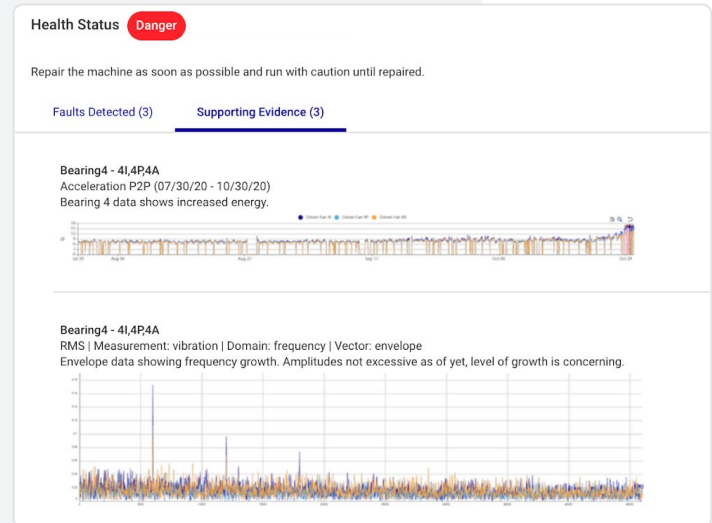 Health Status Danger
Repair the machine as soon as possible and run with caution until repaired.
Faults Detected (3) Supporting Evidence (3)
Bearing4 - 4I,4P,4A
Acceleration P2P (07/30/20 - 10/30/20)
Bearing 4 data shows increased energy.
Bearing4 - 4I,4P,4A
RMS | Measurement: vibration | Domain: frequency | Vector: envelope
Envelope data showing frequency growth. Amplitudes not excessive as of yet, level of growth is concerning.